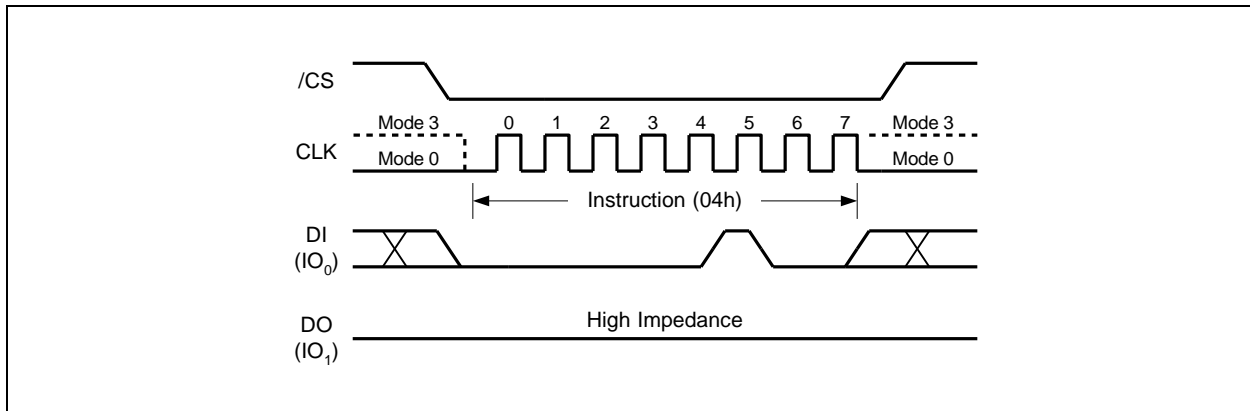 /CS
Mode 3 0 1 2 3 4 5 6 7 Mode 3
CLK
Mode 0 Mode 0
Instruction (04h)
DI
(IO0)
High Impedance
DO
(IO1)